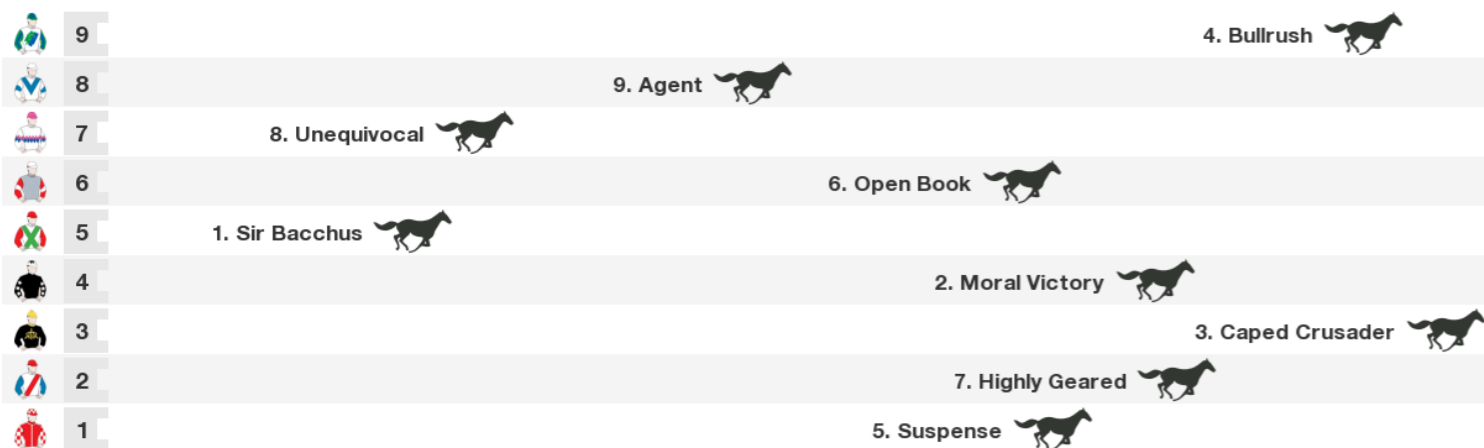 9 4. Bullrush
8 9. Agent
7 8. Unequivocal
6 6. Open Book
5 1. Sir Bacchus
4 2. Moral Victory
3 3. Caped Crusader
2 7. Highly Geared
1 5. Suspense